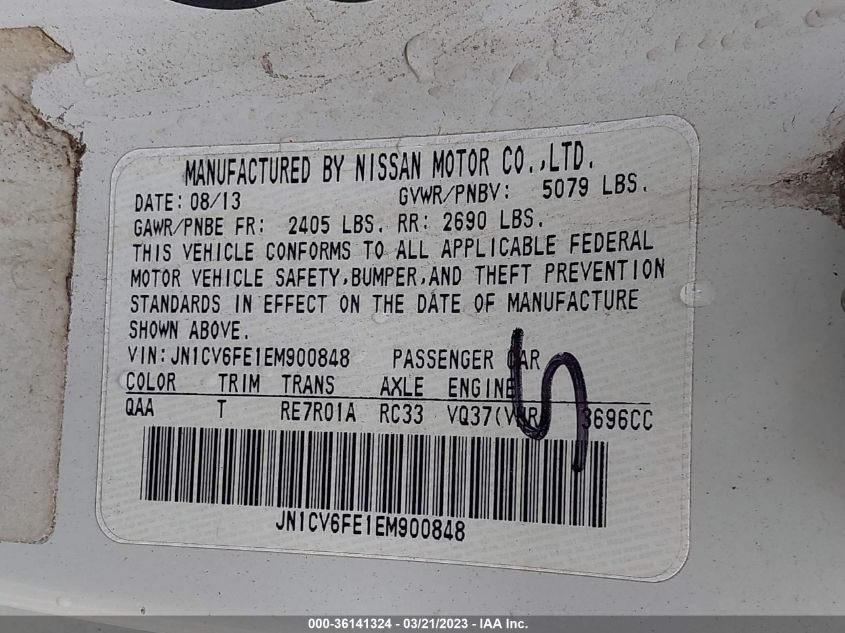 MANUFACTURED BY NISSAN MOTOR CO.,LTD.
DATE: 08/13 GVWR/PNBV: 5079 LBS.
GAWR/PNBE FR: 2405 LBS. RR: 2690 LBS.
THIS VEHICLE CONFORMS TO ALL APPLICABLE FEDERAL
MOTOR VEHICLE SAFETY,BUMPER,AND THEFT PREVENTION
STANDARDS IN EFFECT ON THE DATE OF MANUFACTURE
SHOWN ABOVE.
VIN:JN1CV6FE1EM900848 PASSENGER CAR
COLOR TRIM TRANS AXLE ENGINE
QAA T RE7R01A RC33 VQ37(VHR) 3696CC
JN1CV6FE1EM900848
000-36141324 - 03/21/2023 - IAA Inc.